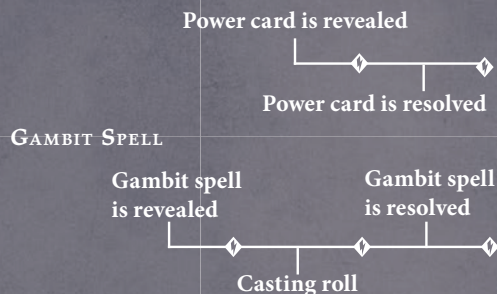 Power card is revealed
Power card is resolved
GAMBIT SPELL
Gambit spell
is revealed
Gambit spell
is resolved
Casting roll